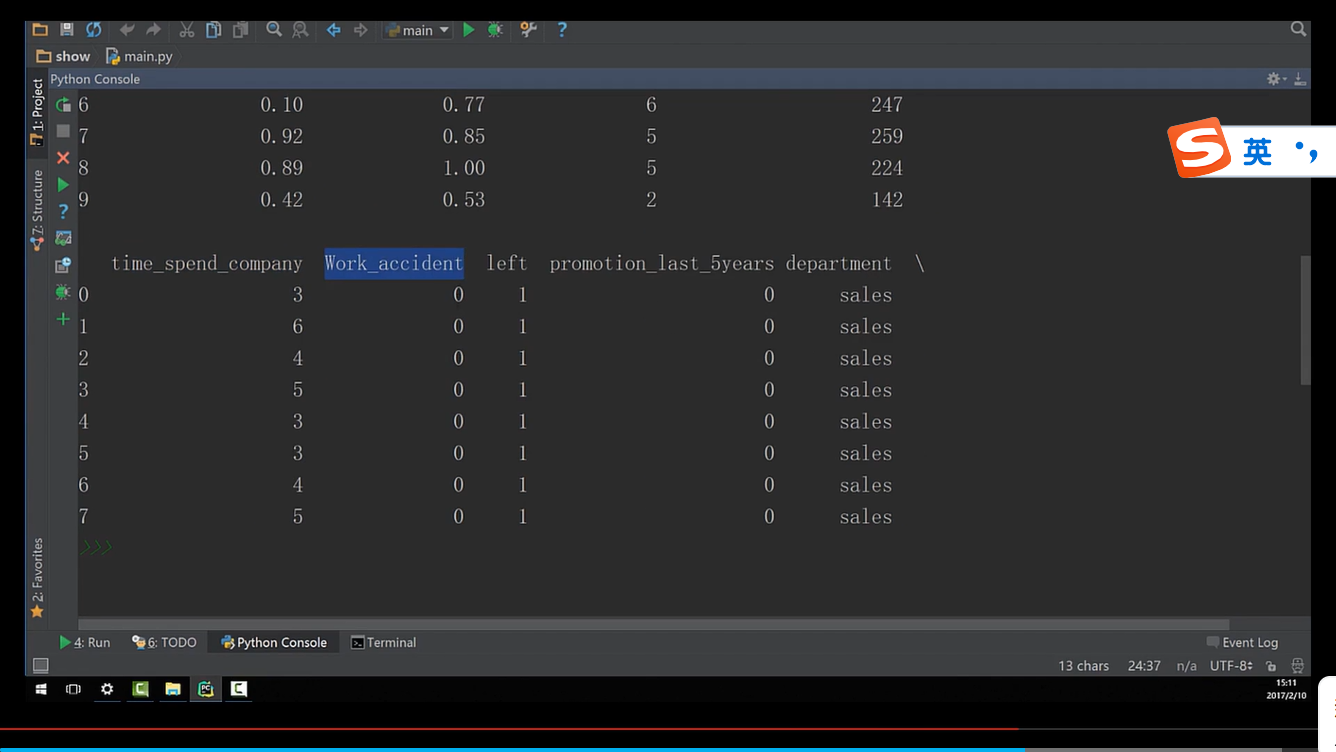 main
show main.py
1: Project
Python Console
6 0.10 0.77 6 247
7 0.92 0.85 5 259
8 0.89 1.00 5 224
9 0.42 0.53 2 142
S 英
time_spend_company Work_accident left promotion_last_5years department \
0 3 0 1 0 sales
1 6 0 1 0 sales
2 4 0 1 0 sales
3 5 0 1 0 sales
4 3 0 1 0 sales
5 3 0 1 0 sales
6 4 0 1 0 sales
7 5 0 1 0 sales
>>>
Z: Structure
2: Favorites
4: Run 6: TODO Python Console Terminal Event Log
13 chars 24:37 n/a UTF-8
15:11
2017/2/10